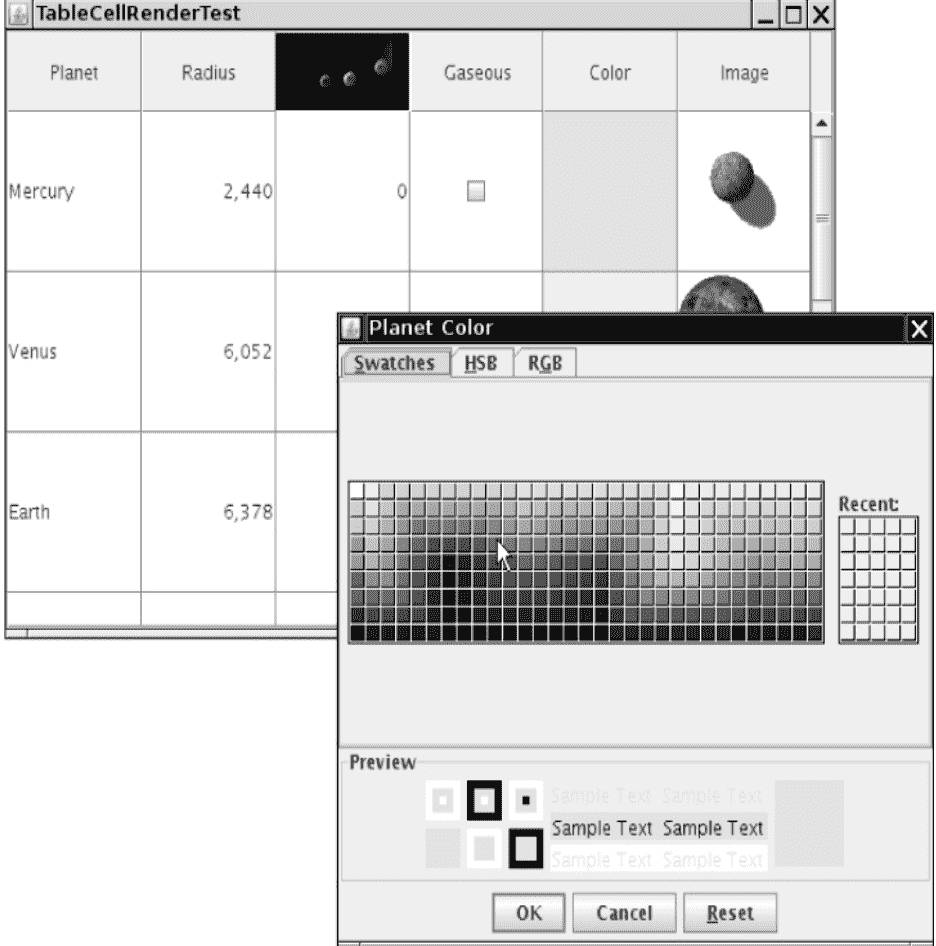 TableCellRenderTest
Planet Radius Gaseous Color Image
Mercury 2,440 0
Venus 6,052
Earth 6,378
Planet Color
Swatches HSB RGB
Recent:
Preview
Sample Text Sample Text
Sample Text Sample Text
Sample Text Sample Text
OK Cancel Reset